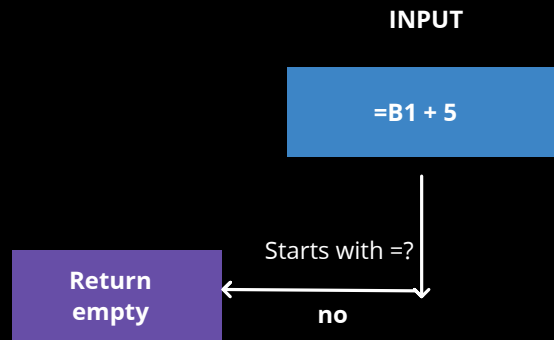 INPUT
=B1 + 5
Starts with =?
Return
empty
no